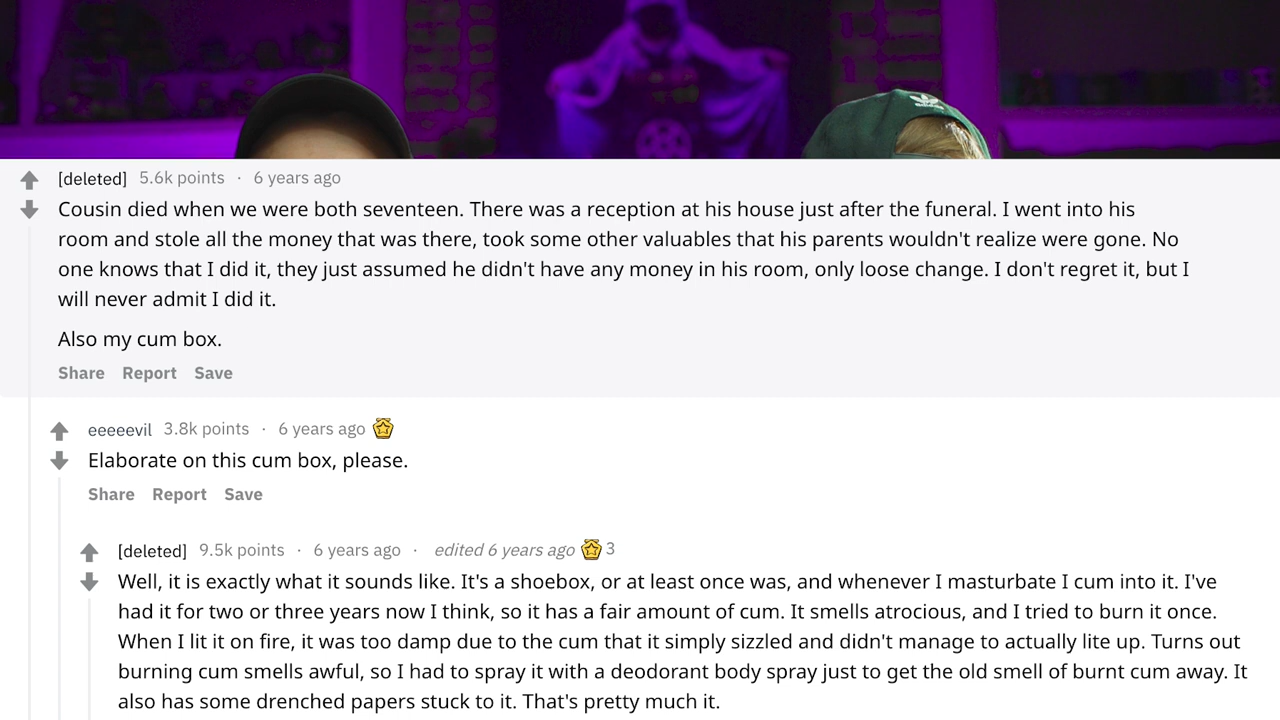 adidas
[deleted] 5.6k points · 6 years ago
Cousin died when we were both seventeen. There was a reception at his house just after the funeral. I went into his
room and stole all the money that was there, took some other valuables that his parents wouldn't realize were gone. No
one knows that I did it, they just assumed he didn't have any money in his room, only loose change. I don't regret it, but I
will never admit I did it.
Also my cum box.
Share Report Save
eeeeevil 3.8k points · 6 years ago
Elaborate on this cum box, please.
Share Report Save
[deleted] 9.5k points · 6 years ago · edited 6 years ago 3
Well, it is exactly what it sounds like. It's a shoebox, or at least once was, and whenever I masturbate I cum into it. I've
had it for two or three years now I think, so it has a fair amount of cum. It smells atrocious, and I tried to burn it once.
When I lit it on fire, it was too damp due to the cum that it simply sizzled and didn't manage to actually lite up. Turns out
burning cum smells awful, so I had to spray it with a deodorant body spray just to get the old smell of burnt cum away. It
also has some drenched papers stuck to it. That's pretty much it.